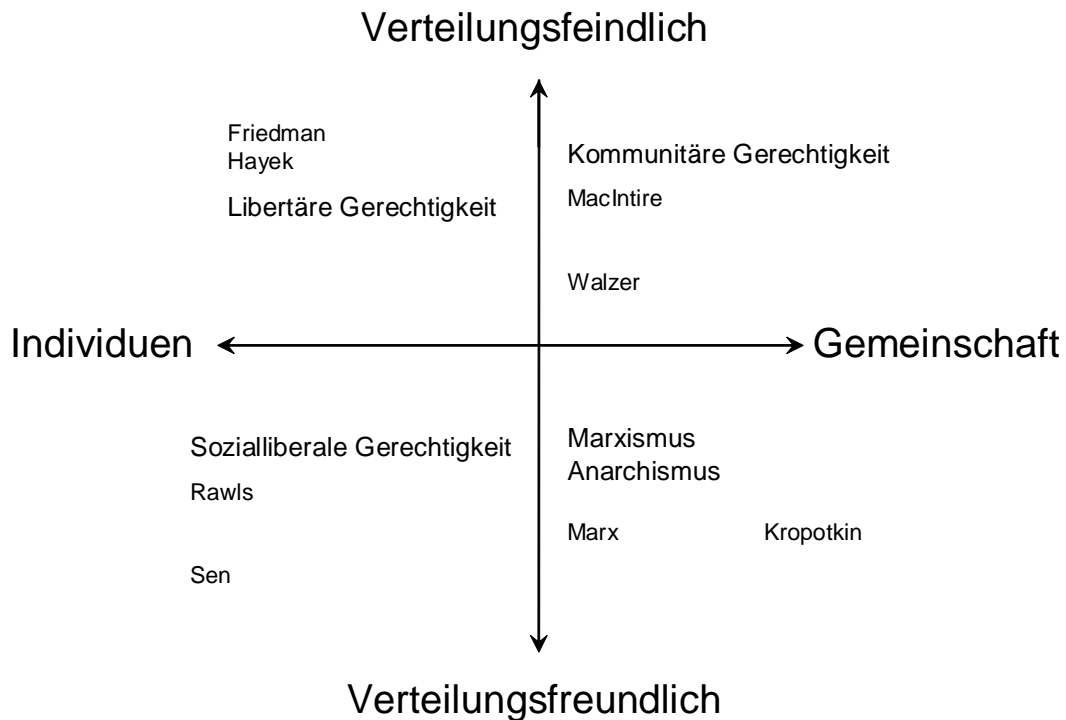 Verteilungsfeindlich
Friedman
Hayek
Libertäre Gerechtigkeit
Kommunitäre Gerechtigkeit
MacIntire
Walzer
Individuen
Gemeinschaft
Sozialliberale Gerechtigkeit
Rawls
Sen
Marxismus
Anarchismus
Marx
Kropotkin
Verteilungsfreundlich